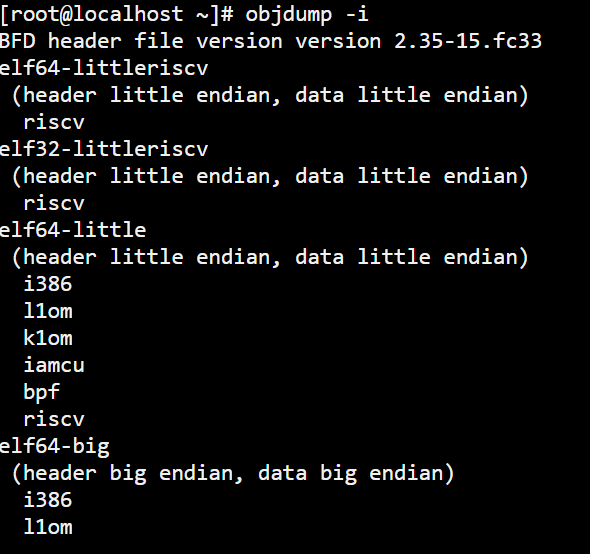 [root@localhost ~]# objdump -i
BFD header file version version 2.35-15.fc33
elf64-littleriscv
 (header little endian, data little endian)
  riscv
elf32-littleriscv
 (header little endian, data little endian)
  riscv
elf64-little
 (header little endian, data little endian)
  i386
  l1om
  k1om
  iamcu
  bpf
  riscv
elf64-big
 (header big endian, data big endian)
  i386
  l1om